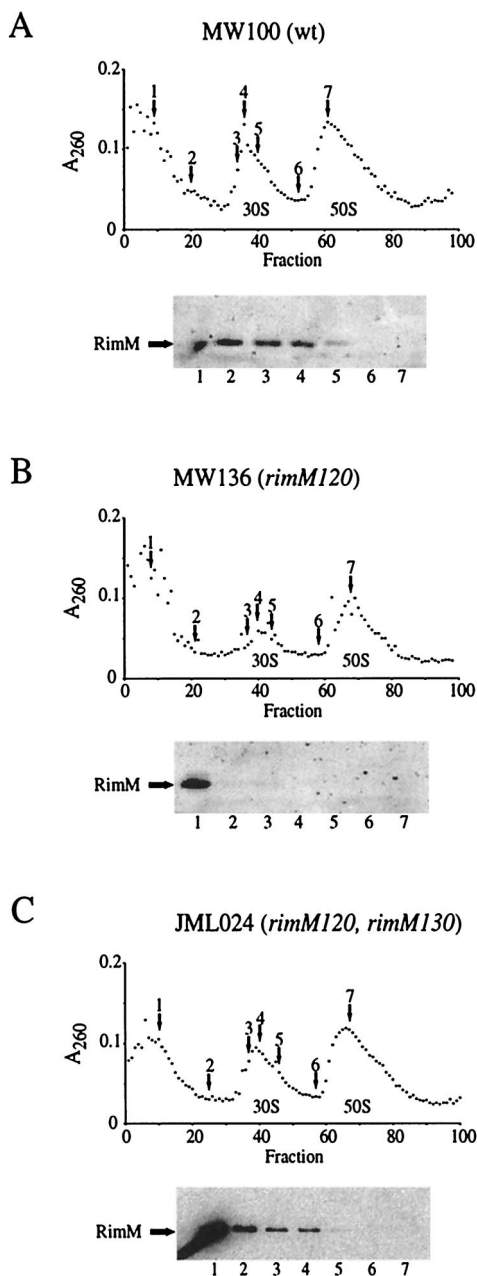 A
MW100 (wt)
0.2
0.1
0
A260
1
2
3
4
5
6
7
30S
50S
0 20 40 60 80 100
Fraction
RimM
1 2 3 4 5 6 7
B
MW136 (rimM120)
0.2
0.1
0
A260
1
2
3
4
5
6
7
30S
50S
0 20 40 60 80 100
Fraction
RimM
1 2 3 4 5 6 7
C
JML024 (rimM120, rimM130)
0.2
0.1
0
A260
1
2
3
4
5
6
7
30S
50S
0 20 40 60 80 100
Fraction
RimM
1 2 3 4 5 6 7